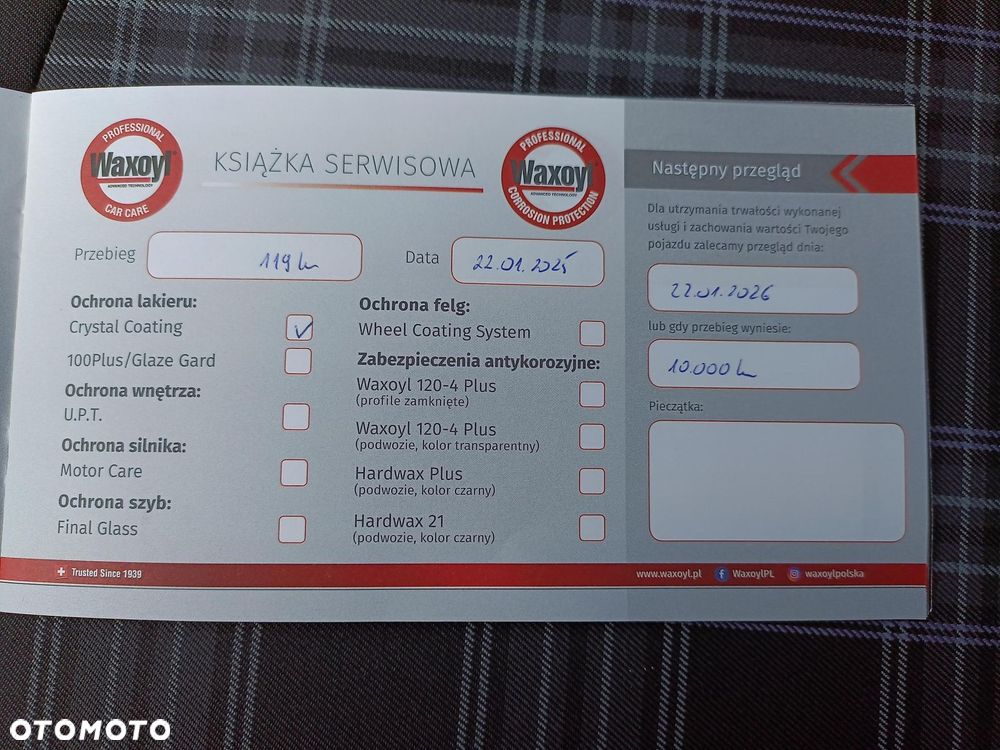 PROFESSIONAL
Waxoyl®
ADVANCED TECHNOLOGY
CAR CARE
KSIĄŻKA SERWISOWA
PROFESSIONAL
Waxoyl®
ADVANCED TECHNOLOGY
CORROSION PROTECTION
Przebieg
119 km
Data
22.01.2025
Ochrona lakieru:
Crystal Coating
100Plus/Glaze Gard
Ochrona wnętrza:
U.P.T.
Ochrona silnika:
Motor Care
Ochrona szyb:
Final Glass
Ochrona felg:
Wheel Coating System
Zabezpieczenia antykorozyjne:
Waxoyl 120-4 Plus
(profile zamknięte)
Waxoyl 120-4 Plus
(podwozie, kolor transparentny)
Hardwax Plus
(podwozie, kolor czarny)
Hardwax 21
(podwozie, kolor czarny)
Następny przegląd
Dla utrzymania trwałości wykonanej
usługi i zachowania wartości Twojego
pojazdu zalecamy przegląd dnia:
22.01.2026
lub gdy przebieg wyniesie:
10.000 km
Pieczątka:
Trusted Since 1939
www.waxoyl.pl
WaxoylPL
waxoylpolska
OTOMOTO